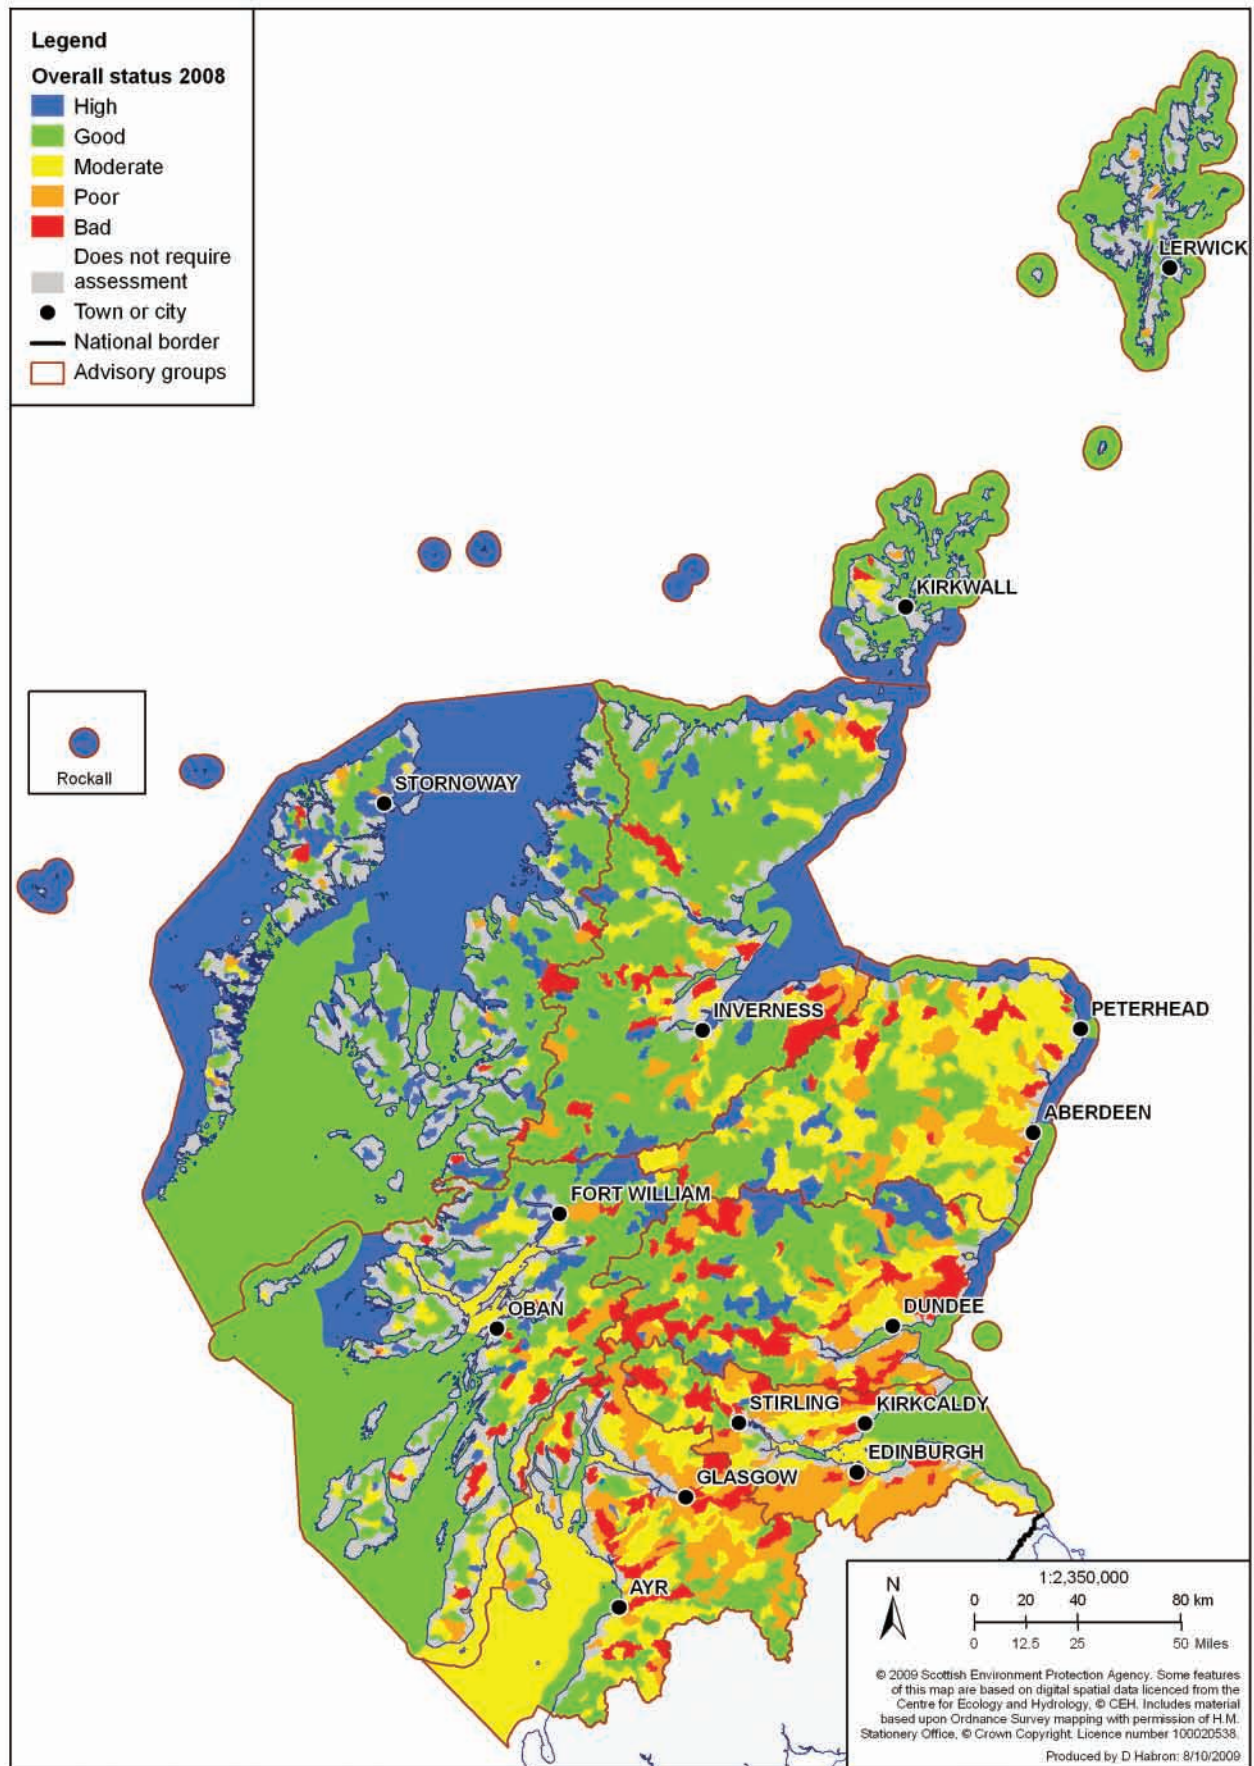 Legend
Overall status 2008
High
Good
Moderate
Poor
Bad
Does not require
assessment
Town or city
National border
Advisory groups
LERWICK
KIRKWALL
Rockall
STORNOWAY
INVERNESS
PETERHEAD
ABERDEEN
FORT WILLIAM
OBAN
DUNDEE
STIRLING
KIRKCALDY
EDINBURGH
GLASGOW
AYR
N
1:2,350,000
0 20 40 80 km
0 12.5 25 50 Miles
© 2009 Scottish Environment Protection Agency. Some features
of this map are based on digital spatial data licenced from the
Centre for Ecology and Hydrology, © CEH. Includes material
based upon Ordnance Survey mapping with permission of H.M.
Stationery Office, © Crown Copyright. Licence number 100020538.
Produced by D Habron: 8/10/2009